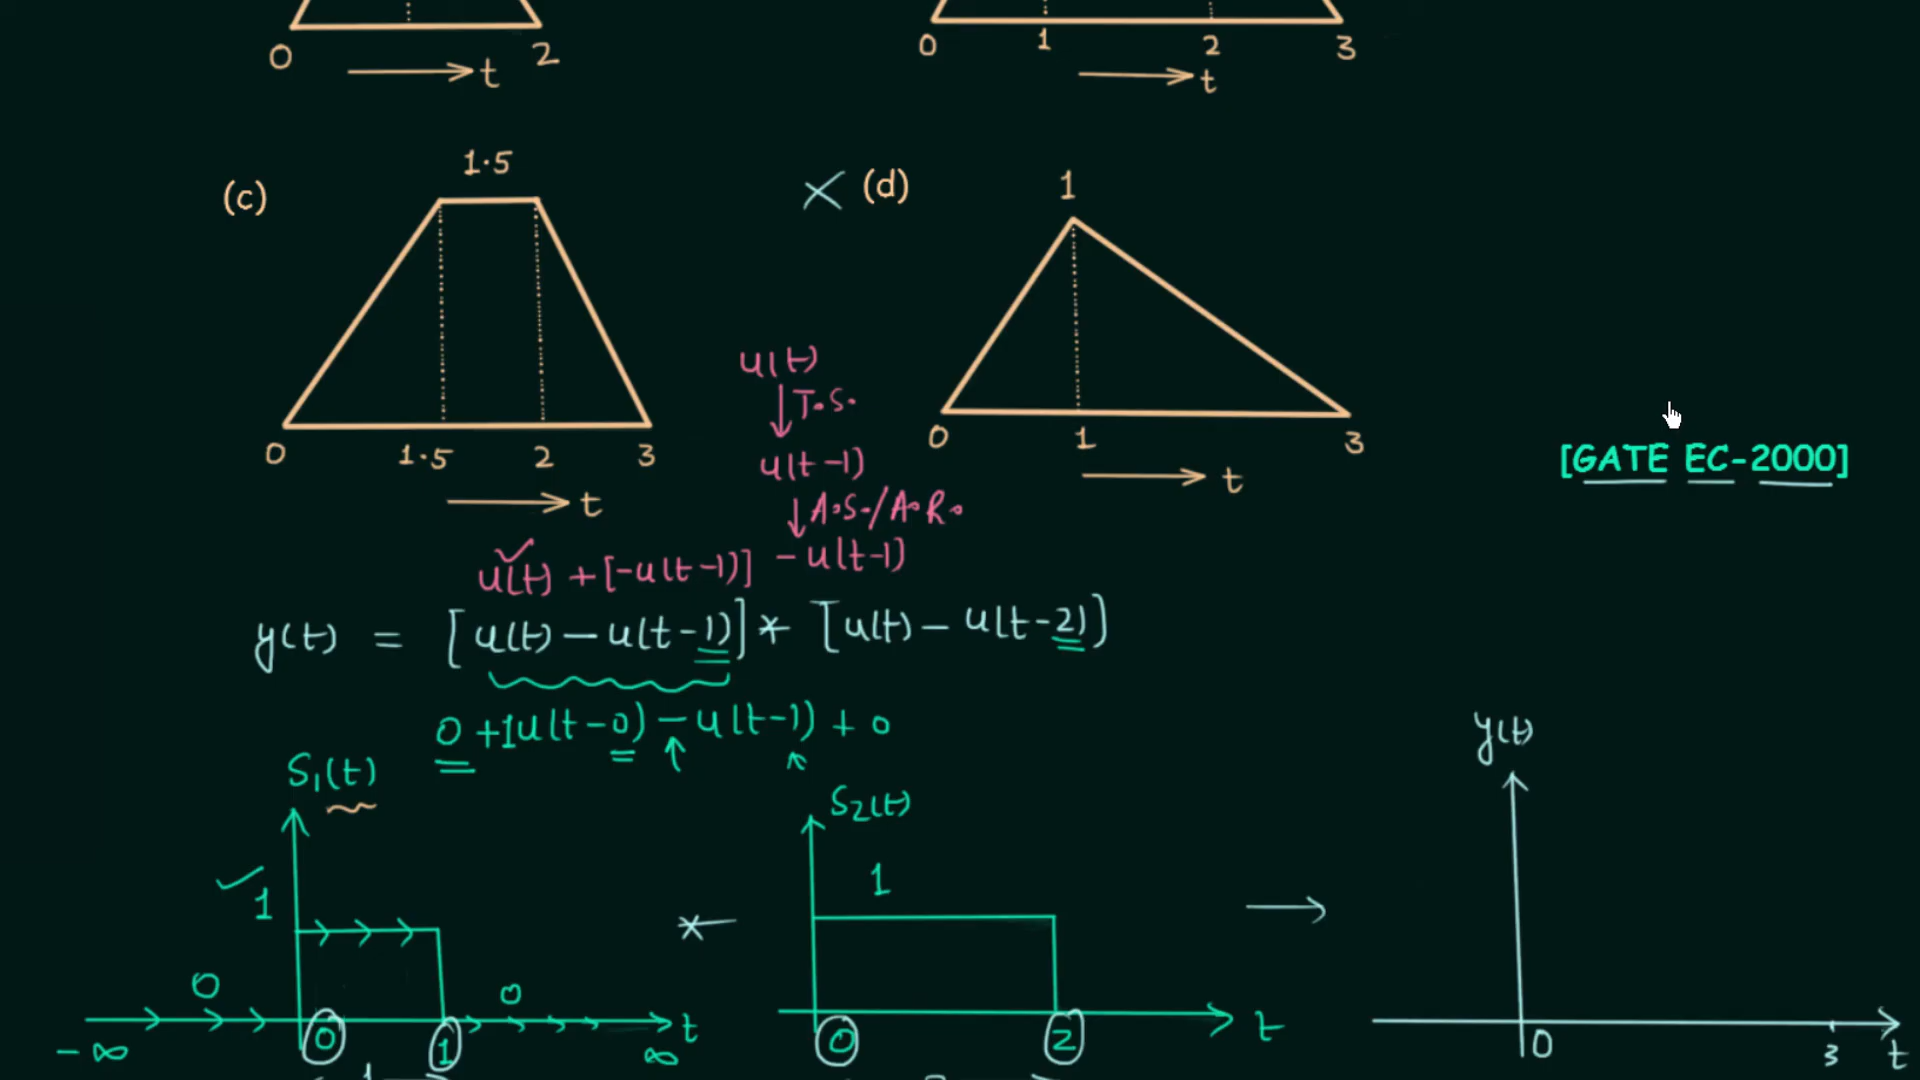 0 2
→ t
0 1 2 3
→ t
1.5
(c)
0 1.5 2 3
→ t
× (d)
1
0 1 3
→ t
[GATE EC-2000]
u(t)
↓ T.S.
u(t-1)
↓ A.S./A.R.
- u(t-1)
u(t) + [-u(t-1)]
y(t) = [u(t) - u(t-1)] * [u(t) - u(t-2)]
0 + 1u(t-0) - u(t-1) + 0
S₁(t)
✓ 1
0 0
-∞ 0 1 ∞ t
*
S₂(t)
1
0 2 t
→
y(t)
0 3 t